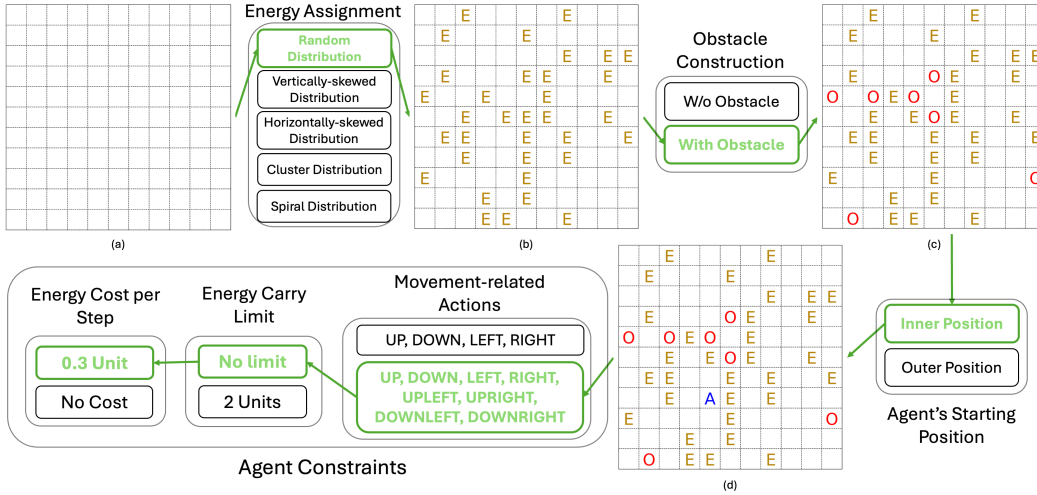 Energy Assignment
Random
Distribution
Vertically-skewed
Distribution
Horizontally-skewed
Distribution
Cluster Distribution
Spiral Distribution
(a)
E E
E E
E E E
E E E E
E E E
E E E E E
E E E E E
E E E
E E
E E
E E E
(b)
Obstacle
Construction
W/o Obstacle
With Obstacle
E E
E E
E E E
E O E E
O O E O E
E E O E E
E E E E E
E E E
E E O
E E
O E E E
(c)
Inner Position
Outer Position
Agent's Starting
Position
E E
E E
E E E
E O E E
O O E O
E E O E E
E E E E
E A E E
E E O
E E
O E E E
(d)
Movement-related
Actions
UP, DOWN, LEFT, RIGHT
UP, DOWN, LEFT, RIGHT,
UPLEFT, UPRIGHT,
DOWNLEFT, DOWNRIGHT
Energy Carry
Limit
No limit
2 Units
Energy Cost per
Step
0.3 Unit
No Cost
Agent Constraints